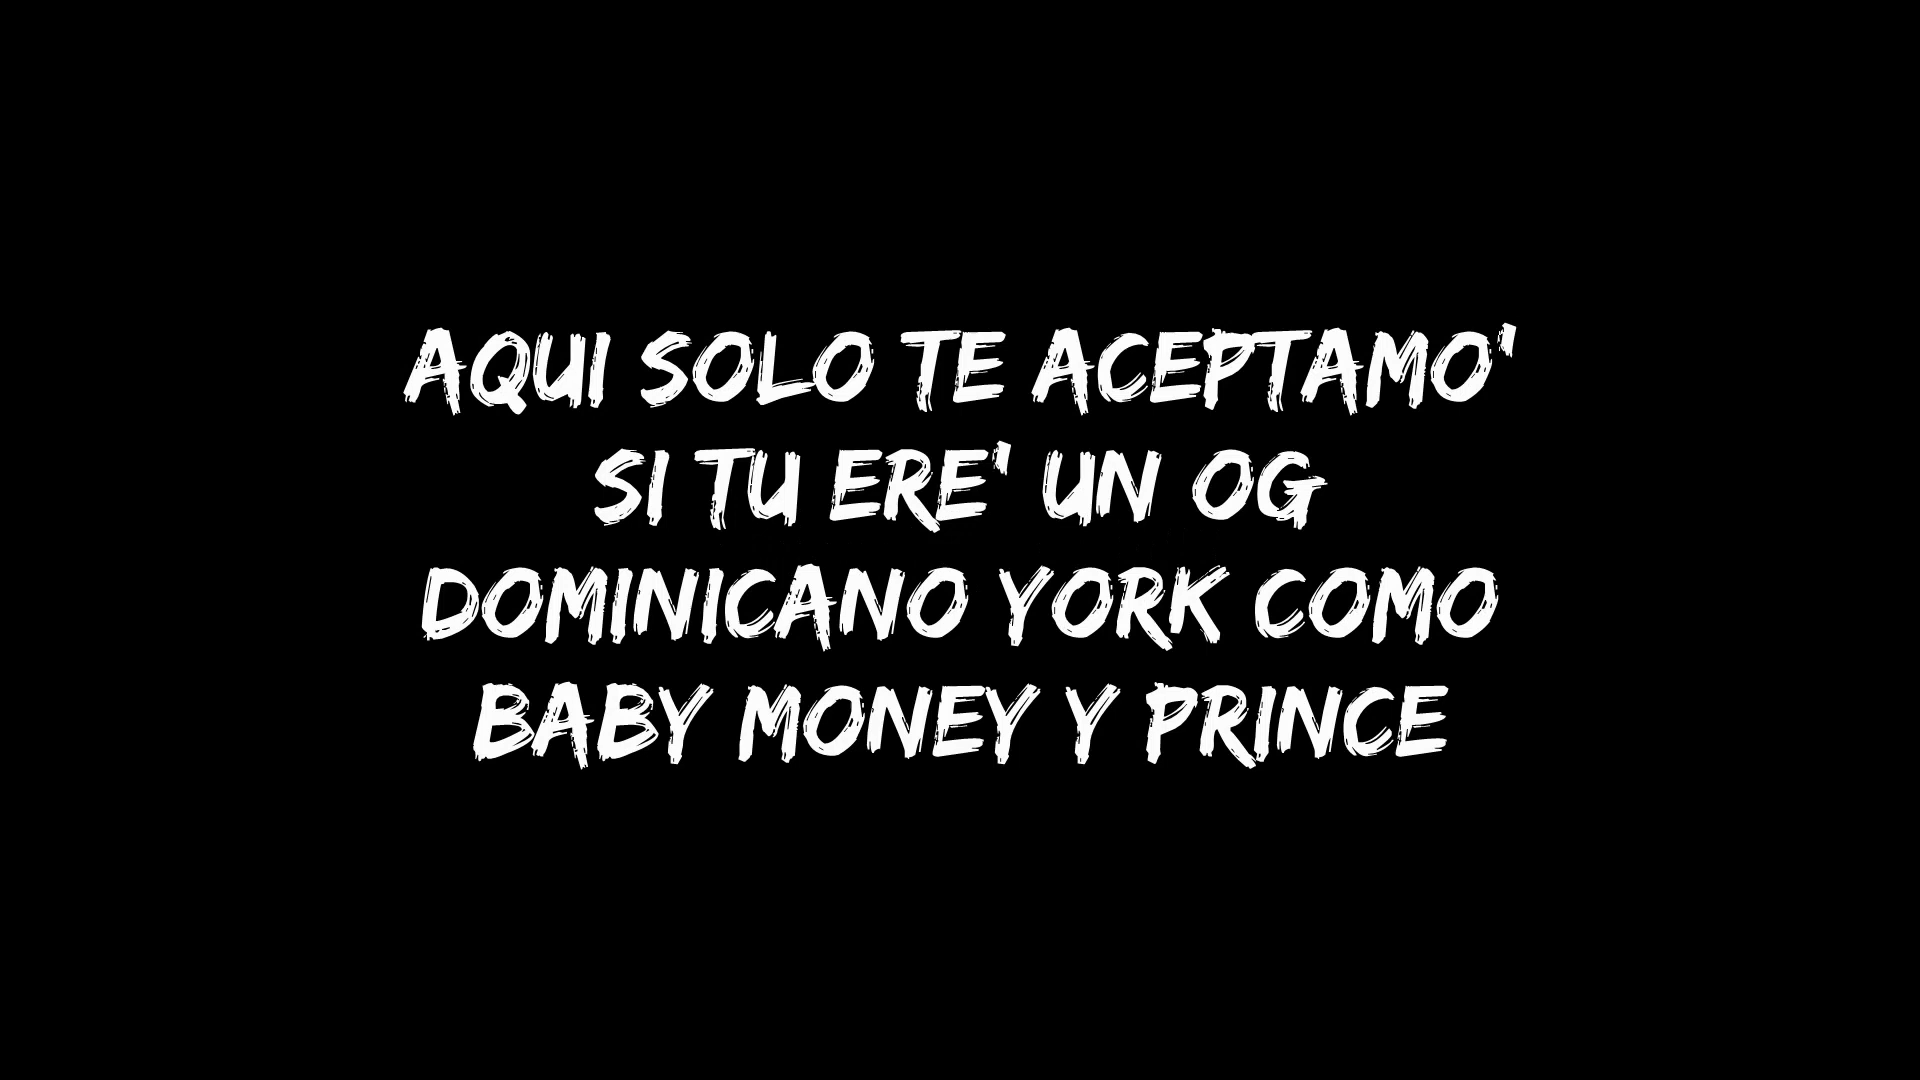 AQUI SOLO TE ACEPTAMO'
SI TU ERE' UN OG
DOMINICANO YORK COMO
BABY MONEY Y PRINCE